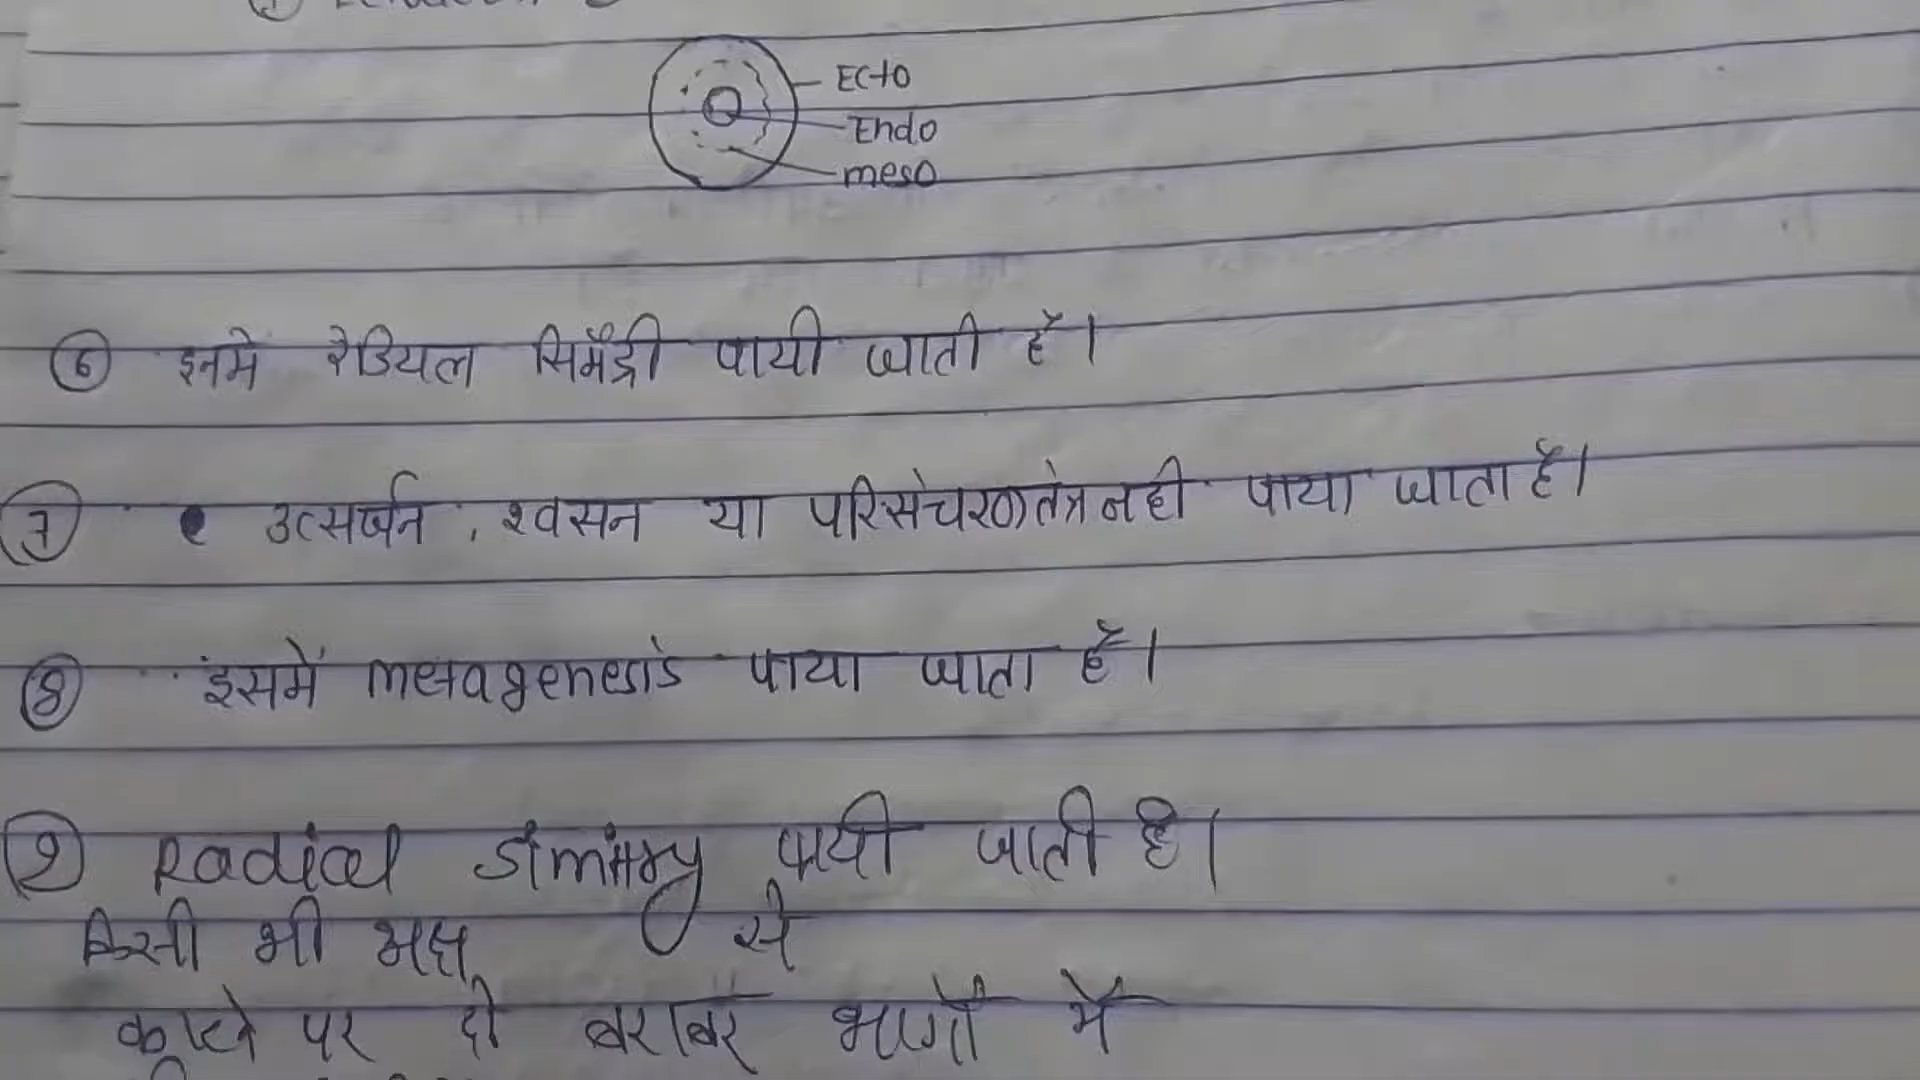 Ecto
Endo
meso
⑥ इनमे रेडियल सिमैंट्री पायी जाती है।
⑦ उत्सर्जन, श्वसन या परिसंचरण तंत्र नही पाया जाता है।
⑧ इसमें metagenesis पाया जाता है।
⑨ Radial simitry पायी जाती है।
किसी भी अक्ष से
काटने पर दो बराबर भागों में